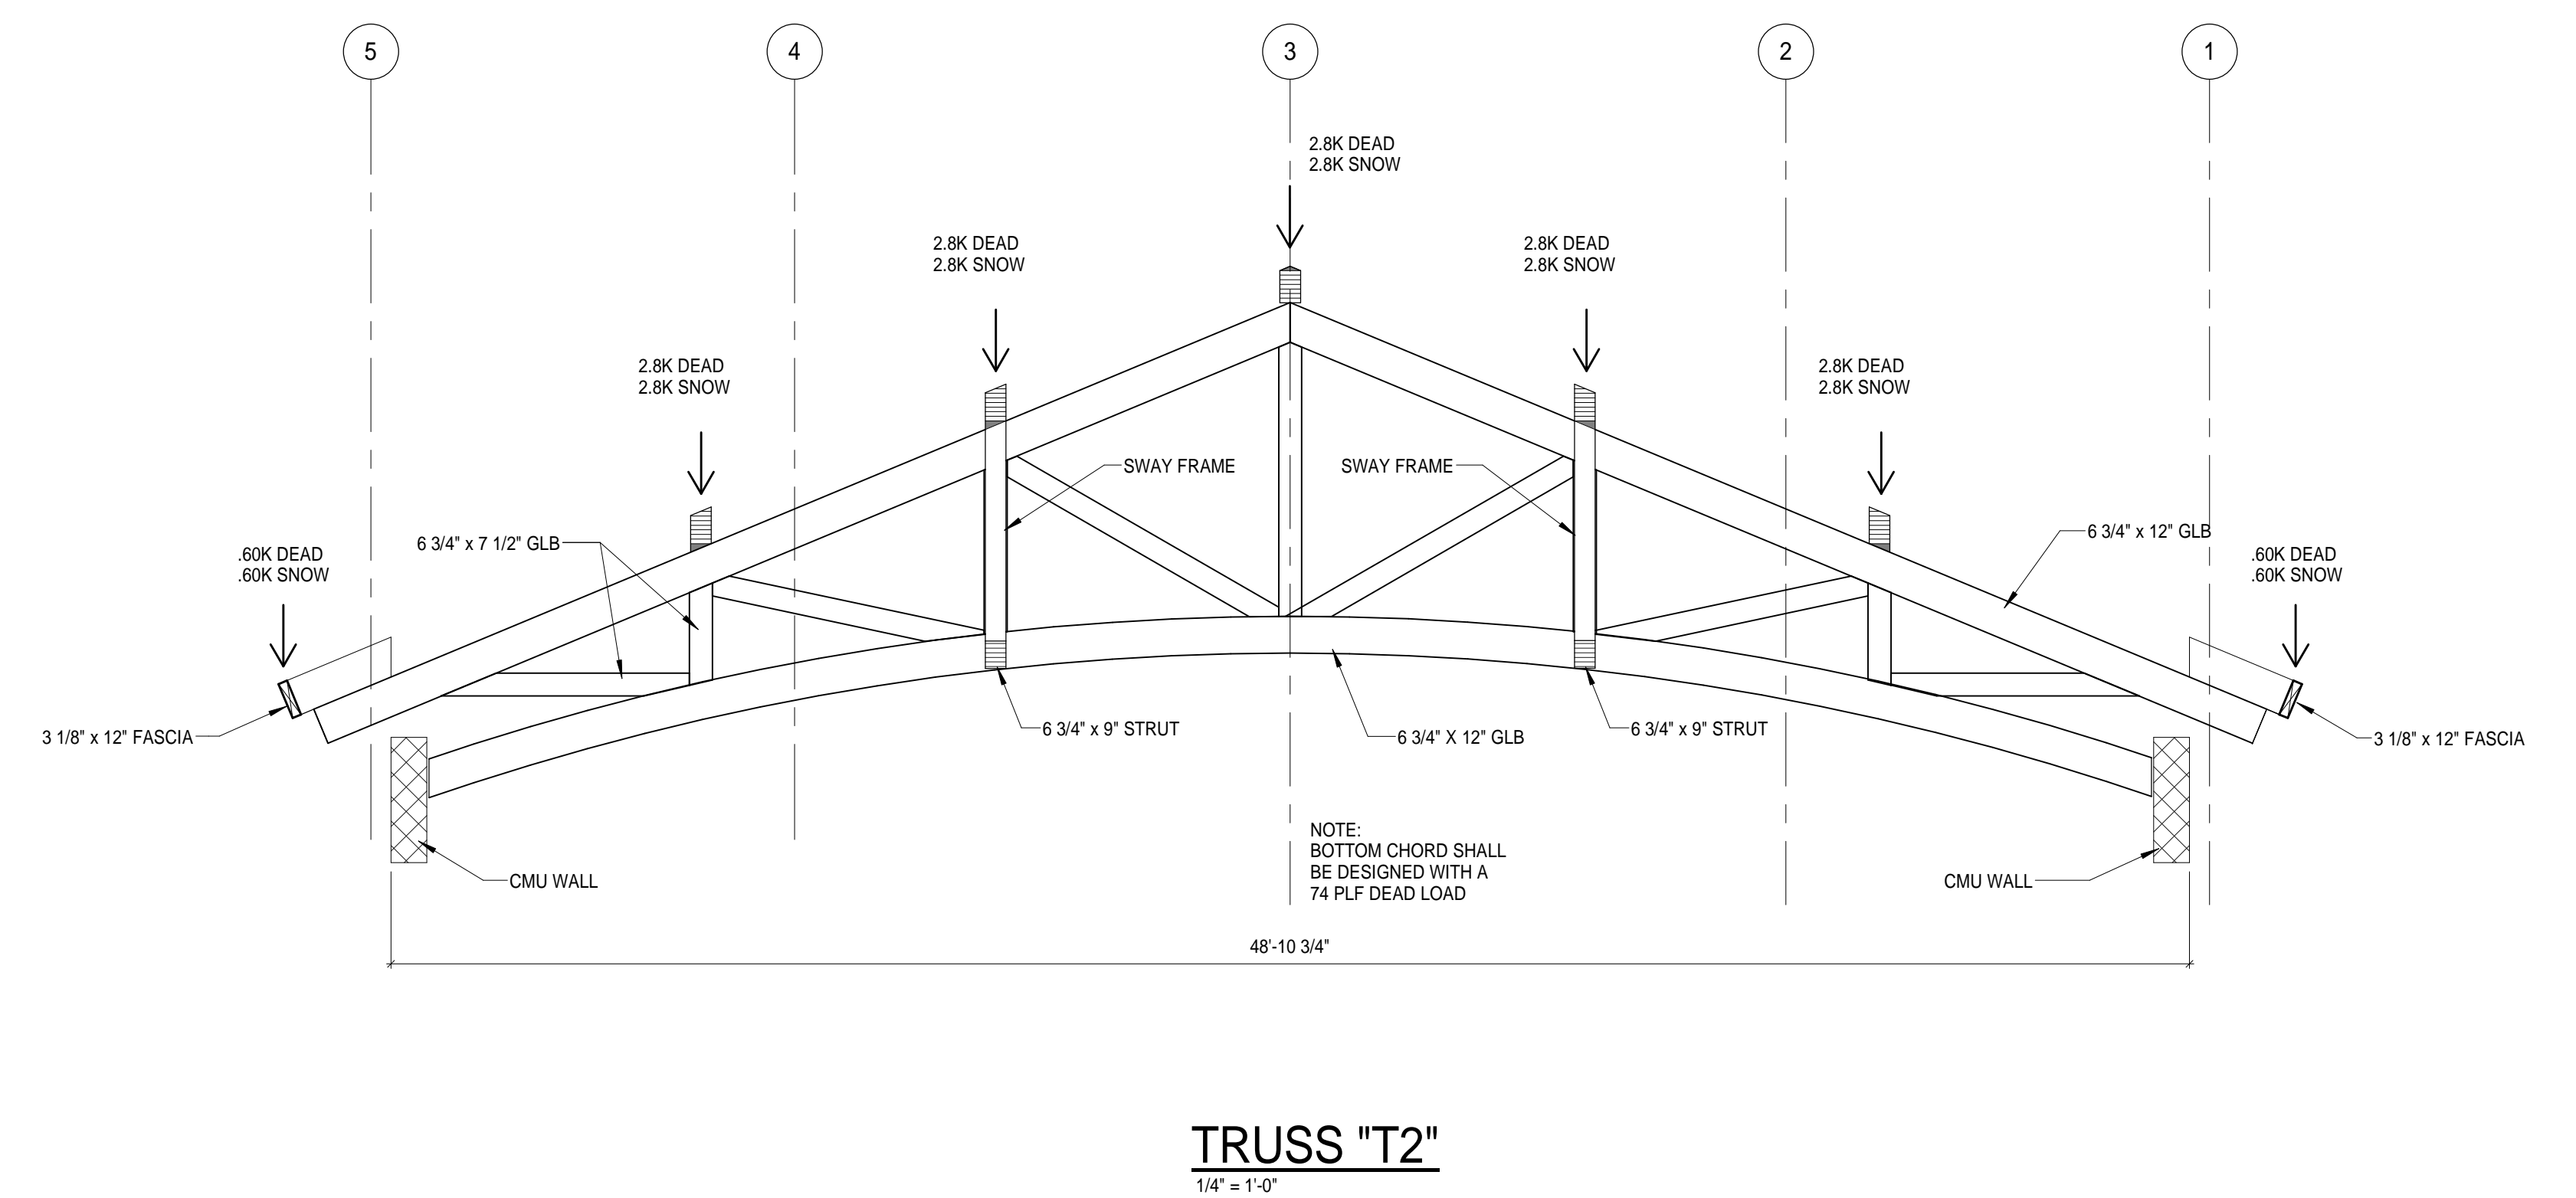 5
4
3
2
1
2.8K DEAD
2.8K SNOW
2.8K DEAD
2.8K SNOW
2.8K DEAD
2.8K SNOW
2.8K DEAD
2.8K SNOW
2.8K DEAD
2.8K SNOW
SWAY FRAME
SWAY FRAME
6 3/4" x 7 1/2" GLB
6 3/4" x 12" GLB
.60K DEAD
.60K SNOW
.60K DEAD
.60K SNOW
3 1/8" x 12" FASCIA
6 3/4" x 9" STRUT
6 3/4" X 12" GLB
6 3/4" x 9" STRUT
3 1/8" x 12" FASCIA
NOTE:
BOTTOM CHORD SHALL
BE DESIGNED WITH A
74 PLF DEAD LOAD
CMU WALL
CMU WALL
48'-10 3/4"
TRUSS "T2"
1/4" = 1'-0"